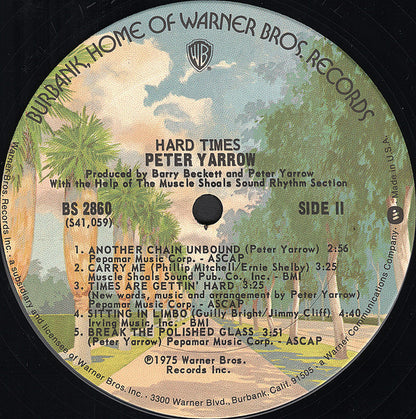 BURBANK, HOME OF WARNER BROS. RECORDS
WB
HARD TIMES
PETER YARROW
Produced by Barry Beckett and Peter Yarrow
With the Help of The Muscle Shoals Sound Rhythm Section
BS 2860
(S41,059)
SIDE II
1. ANOTHER CHAIN UNBOUND (Peter Yarrow) 2:56
Pepamar Music Corp. - ASCAP
2. CARRY ME (Phillip Mitchell/Ernie Shelby) 3:25
Muscle Shoals Sound Pub. Co., Inc. - BMI
3. TIMES ARE GETTIN' HARD 3:25
(New words, music and arrangement by Peter Yarrow)
Pepamar Music Corp. - ASCAP
4. SITTING IN LIMBO (Guilly Bright/Jimmy Cliff) 4:40
Irving Music, Inc. - BMI
5. BREAK THE POLISHED GLASS 3:51
(Peter Yarrow) Pepamar Music Corp. - ASCAP
℗©1975 Warner Bros.
Records Inc.
Warner Bros. Records Inc., a subsidiary and licensee of Warner Bros. Inc. · 3300 Warner Blvd., Burbank, Calif. 91505 · a Warner Communications Company. Made in U.S.A.